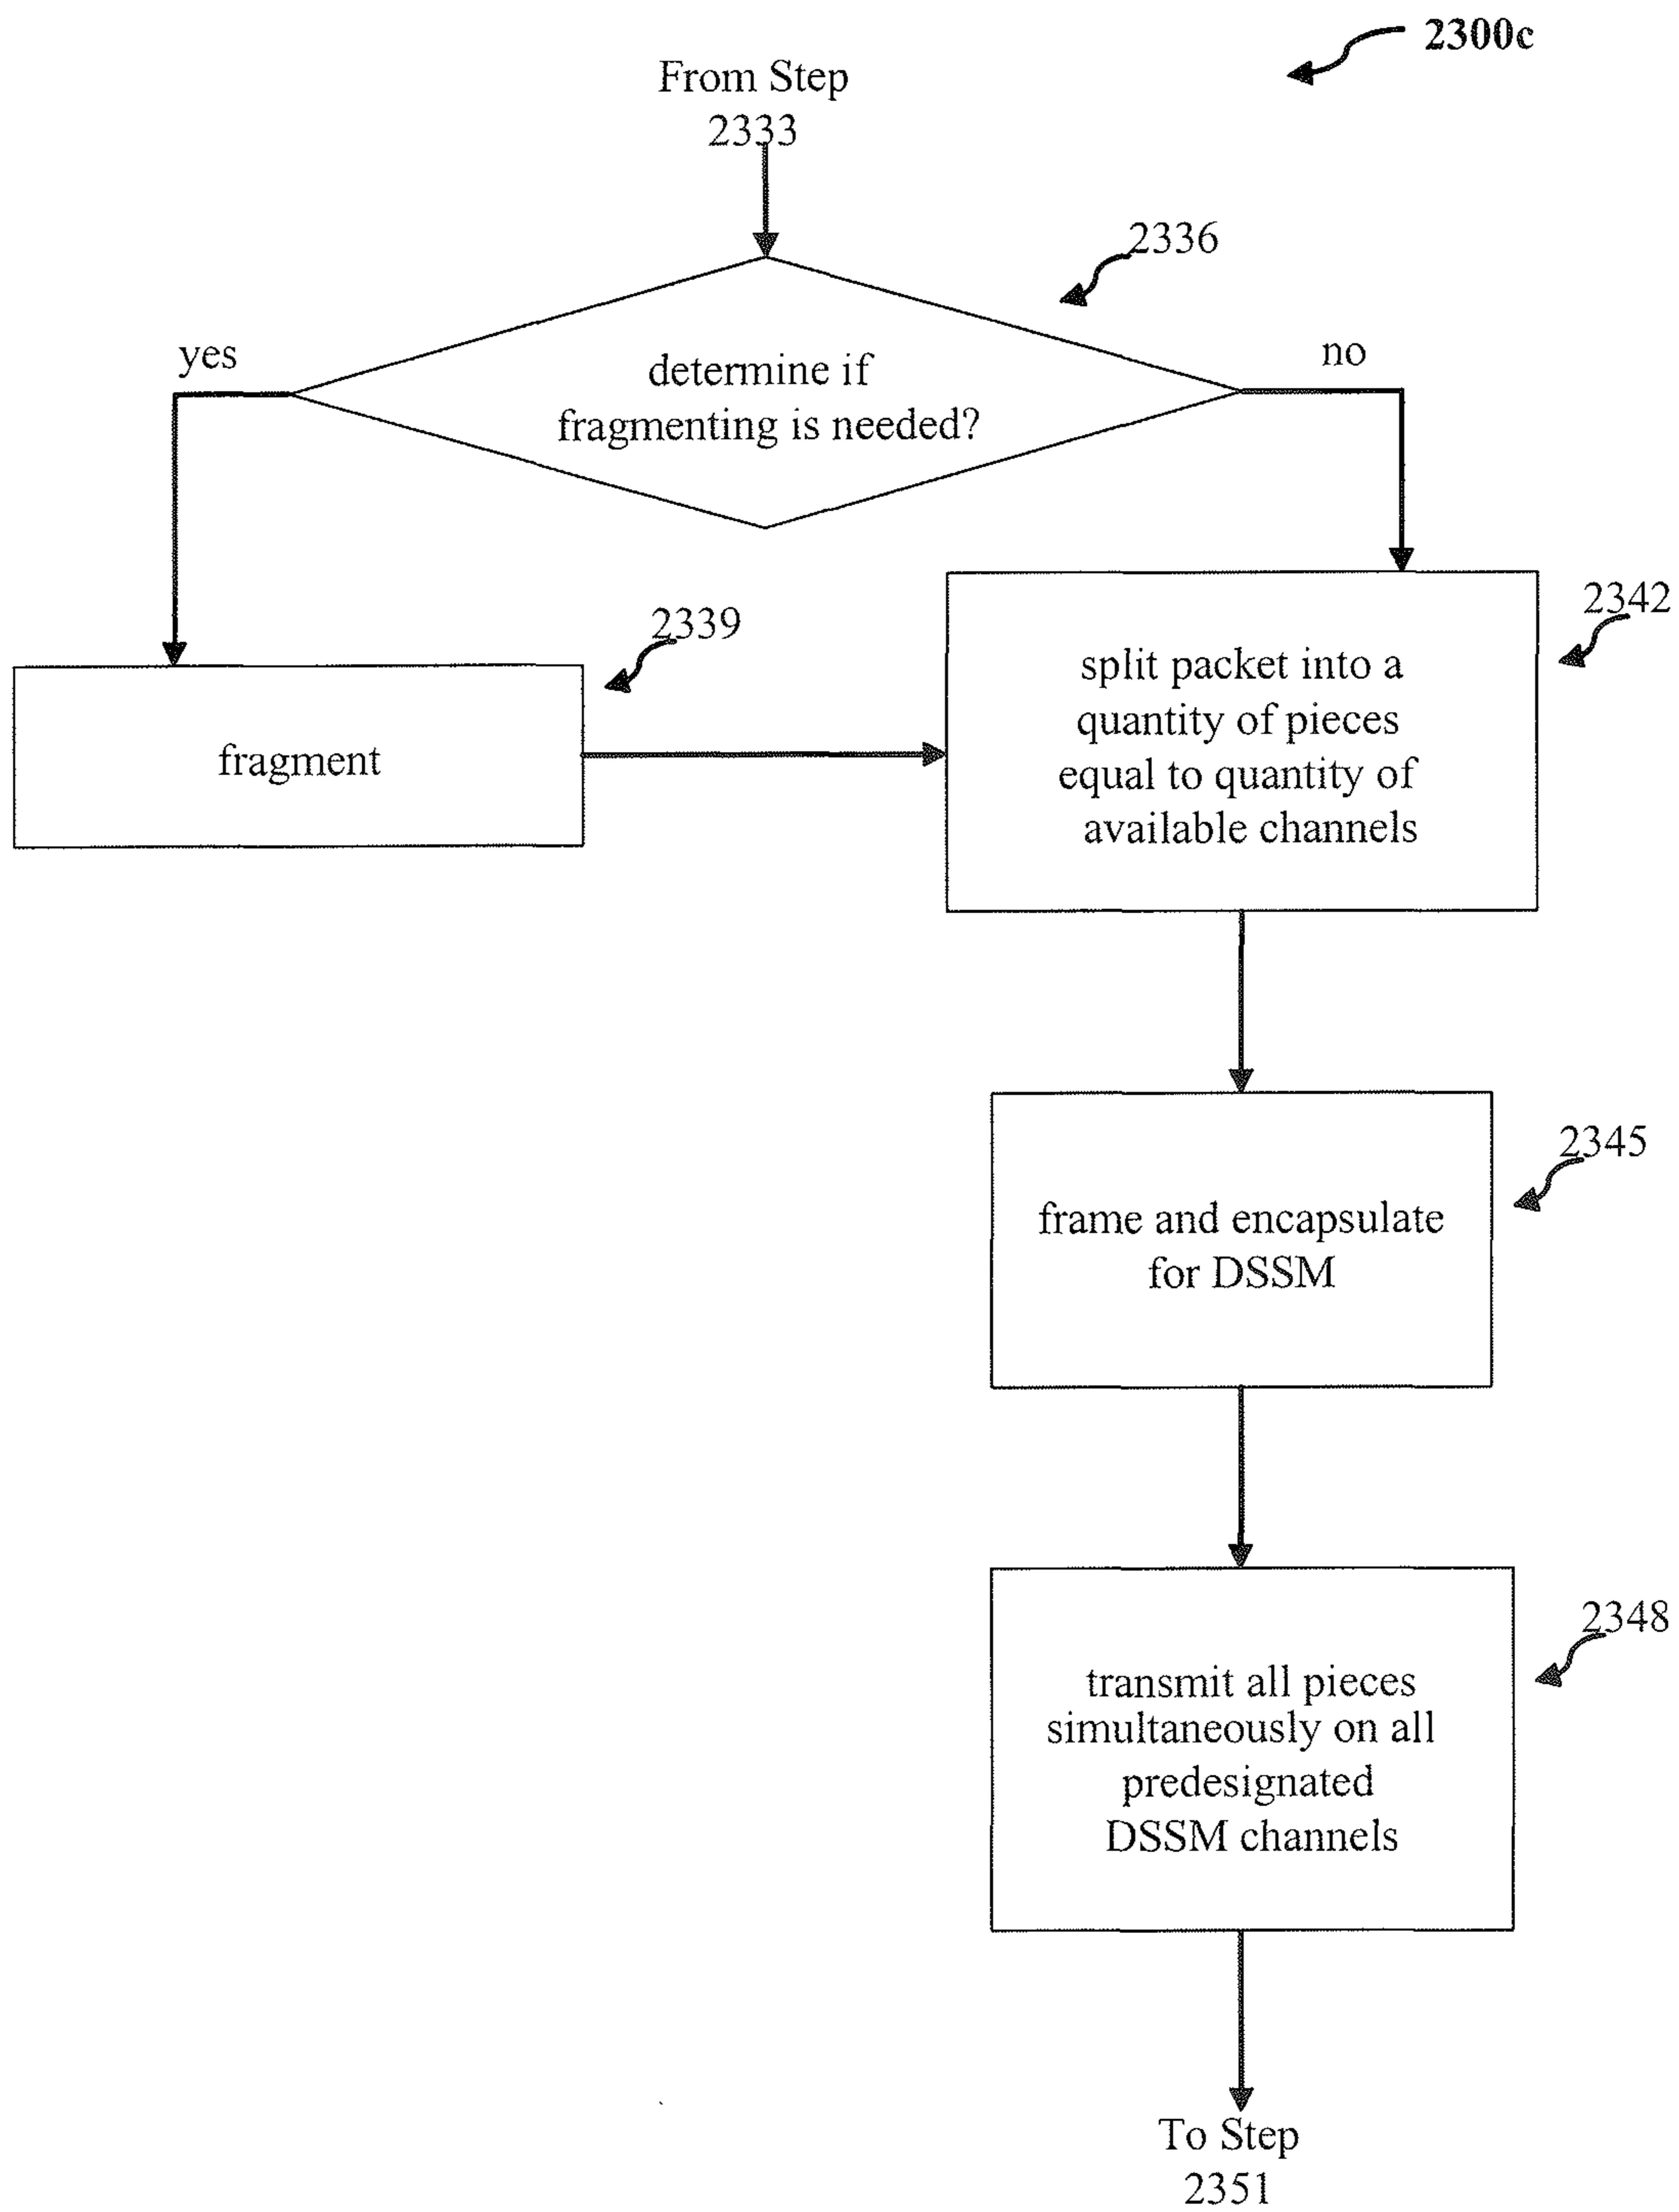 2300c
From Step
2333
2336
yes
no
determine if
fragmenting is needed?
2342
2339
split packet into a
quantity of pieces
equal to quantity of
available channels
fragment
2345
frame and encapsulate
for DSSM
2348
transmit all pieces
simultaneously on all
predesignated
DSSM channels
To Step
2351